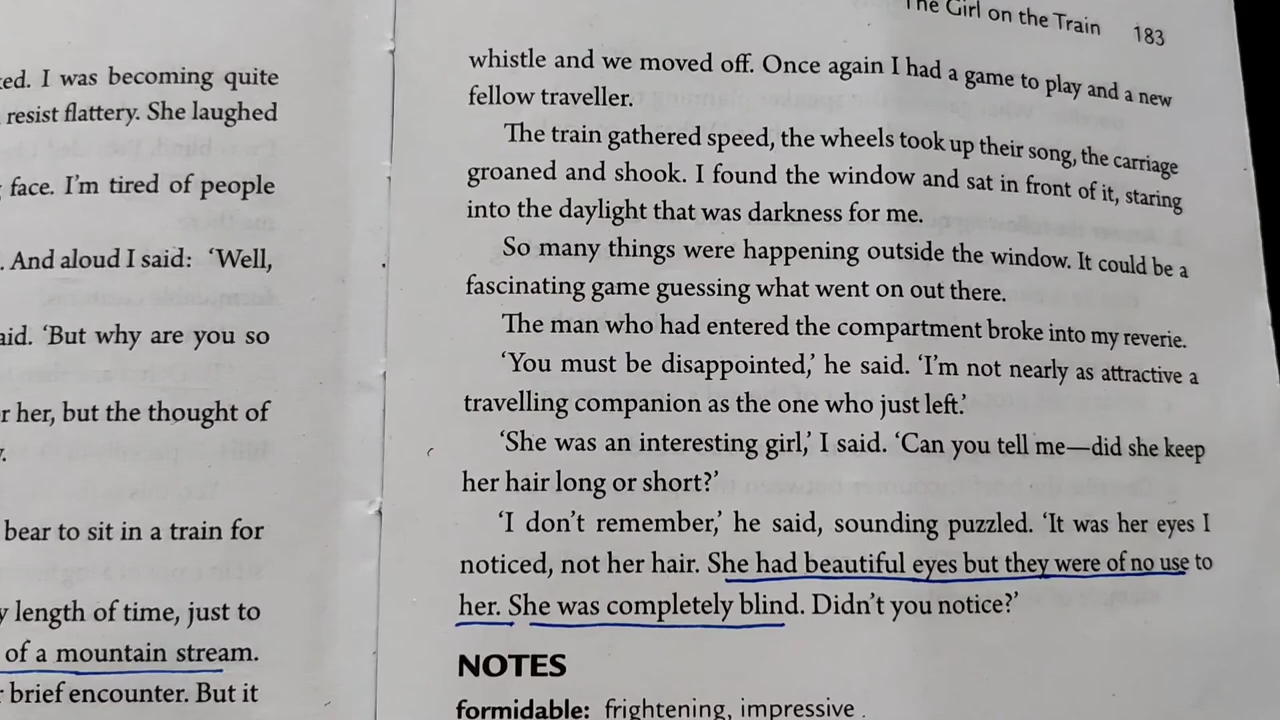 ed. I was becoming quite
resist flattery. She laughed
face. I'm tired of people
. And aloud I said: 'Well,
aid. 'But why are you so
r her, but the thought of
.
bear to sit in a train for
y length of time, just to
of a mountain stream.
r brief encounter. But it
The Girl on the Train 183
whistle and we moved off. Once again I had a game to play and a new
fellow traveller.
The train gathered speed, the wheels took up their song, the carriage
groaned and shook. I found the window and sat in front of it, staring
into the daylight that was darkness for me.
So many things were happening outside the window. It could be a
fascinating game guessing what went on out there.
The man who had entered the compartment broke into my reverie.
'You must be disappointed,' he said. 'I'm not nearly as attractive a
travelling companion as the one who just left.'
'She was an interesting girl,' I said. 'Can you tell me—did she keep
her hair long or short?'
'I don't remember,' he said, sounding puzzled. 'It was her eyes I
noticed, not her hair. She had beautiful eyes but they were of no use to
her. She was completely blind. Didn't you notice?'
NOTES
formidable: frightening, impressive